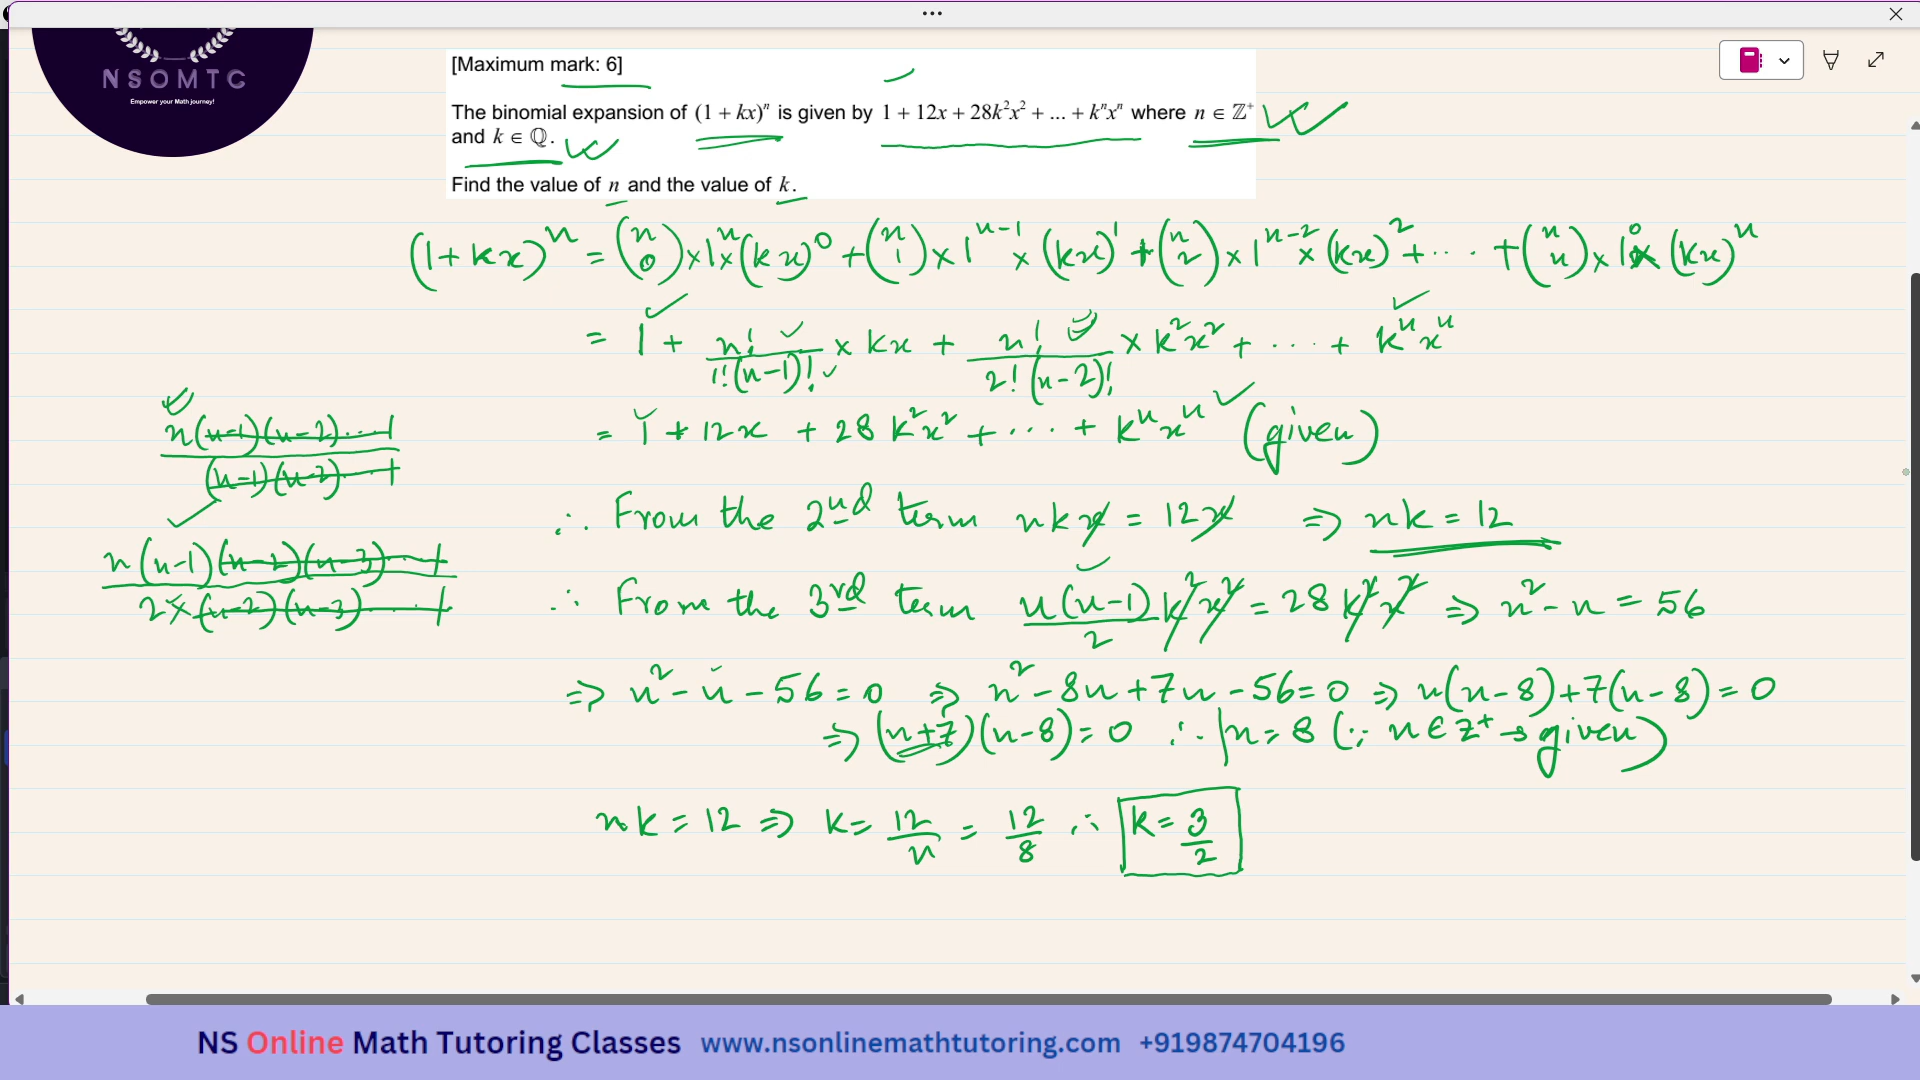 NSOMTC
Empower your Math journey!
[Maximum mark: 6]
The binomial expansion of (1 + kx)ⁿ is given by 1 + 12x + 28k²x² + ... + kⁿxⁿ where n ∈ ℤ⁺
and k ∈ ℚ.
Find the value of n and the value of k.
(1+kx)ⁿ = (n 0)×1ⁿ×(kx)⁰ + (n 1)×1ⁿ⁻¹×(kx)¹ + (n 2)×1ⁿ⁻²×(kx)² + ... + (n n)×1⁰×(kx)ⁿ
= 1 + n!/1!(n-1)! × kx + n!/2!(n-2)! × k²x² + ... + kⁿxⁿ
= 1 + 12x + 28k²x² + ... + kⁿxⁿ (given)
n(n-1)(n-2)...1
(n-1)(n-2)...1
∴ From the 2nd term nkx = 12x ⇒ nk = 12
n(n-1)(n-2)(n-3)...1
2×(n-2)(n-3)...1
∴ From the 3rd term n(n-1)/2 k²x² = 28k²x² ⇒ n²-n = 56
⇒ n²-n-56=0 ⇒ n²-8n+7n-56=0 ⇒ n(n-8)+7(n-8)=0
⇒ (n+7)(n-8)=0 ∴ n=8 (∵ n∈Z⁺→given)
nk=12 ⇒ k=12/n = 12/8 ∴ k=3/2
NS Online Math Tutoring Classes www.nsonlinemathtutoring.com +919874704196